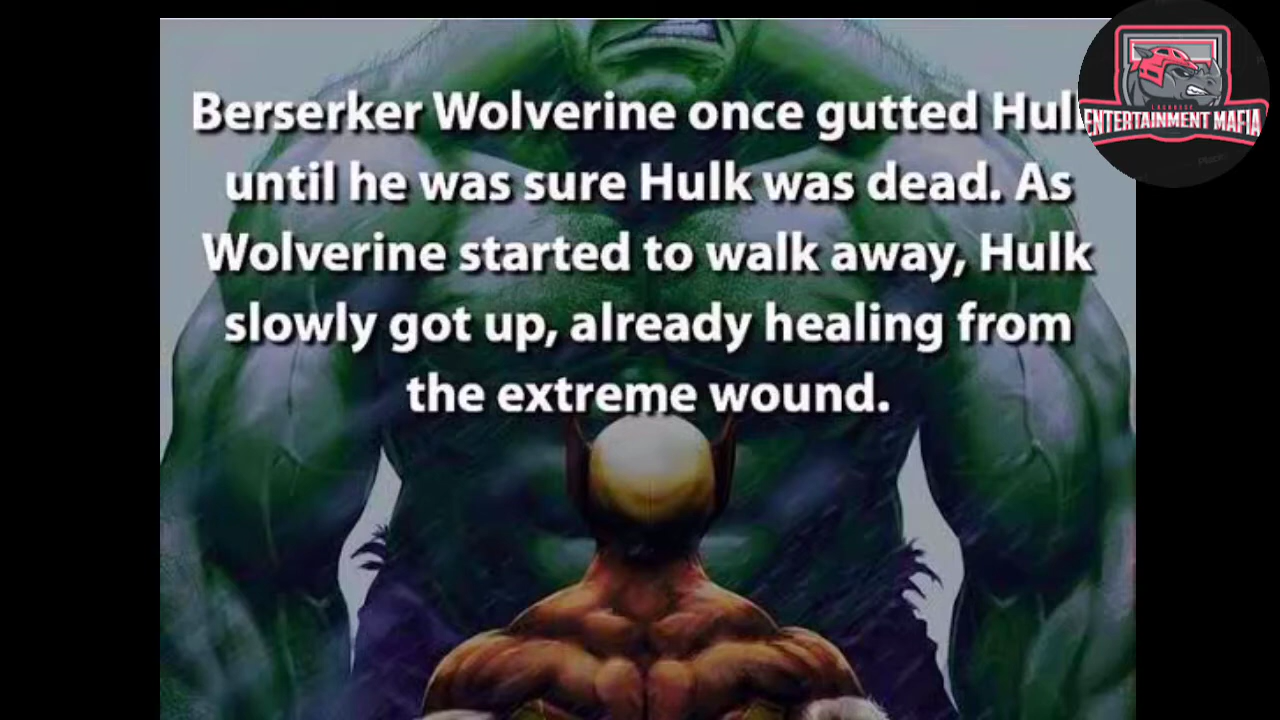 Berserker Wolverine once gutted Hulk
until he was sure Hulk was dead. As
Wolverine started to walk away, Hulk
slowly got up, already healing from
the extreme wound.
LACROSSE
ENTERTAINMENT MAFIA